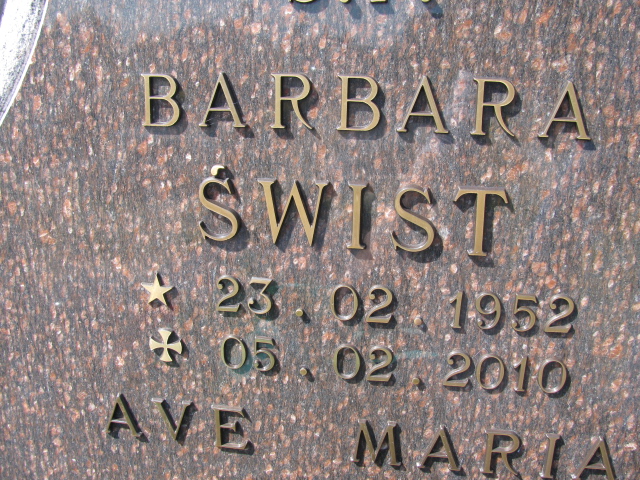 BARBARA
ŚWIST
23.02.1952
05.02.2010
AVE MARIA